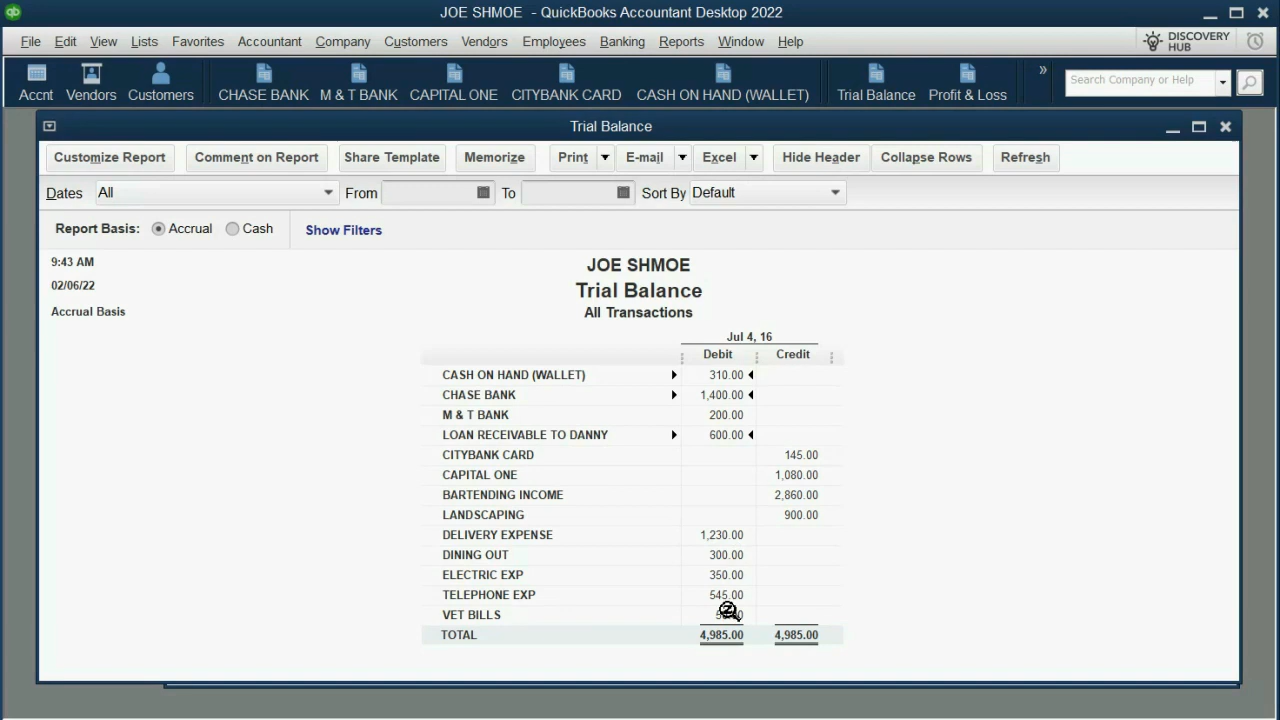 JOE SHMOE - QuickBooks Accountant Desktop 2022
File Edit View Lists Favorites Accountant Company Customers Vendors Employees Banking Reports Window Help
DISCOVERY
HUB
Accnt Vendors Customers CHASE BANK M & T BANK CAPITAL ONE CITYBANK CARD CASH ON HAND (WALLET) Trial Balance Profit & Loss » Search Company or Help
Trial Balance
Customize Report Comment on Report Share Template Memorize Print E-mail Excel Hide Header Collapse Rows Refresh
Dates All From To Sort By Default
Report Basis: Accrual Cash Show Filters
9:43 AM
02/06/22
Accrual Basis
JOE SHMOE
Trial Balance
All Transactions
Jul 4, 16
Debit Credit
CASH ON HAND (WALLET) 310.00
CHASE BANK 1,400.00
M & T BANK 200.00
LOAN RECEIVABLE TO DANNY 600.00
CITYBANK CARD 145.00
CAPITAL ONE 1,080.00
BARTENDING INCOME 2,860.00
LANDSCAPING 900.00
DELIVERY EXPENSE 1,230.00
DINING OUT 300.00
ELECTRIC EXP 350.00
TELEPHONE EXP 545.00
VET BILLS
TOTAL 4,985.00 4,985.00